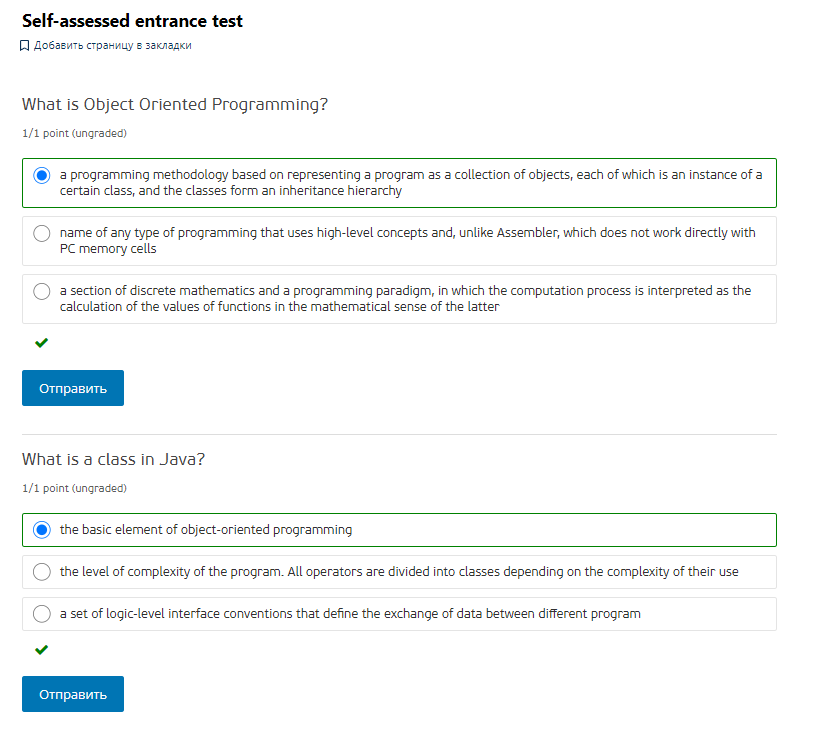 Self-assessed entrance test
Добавить страницу в закладки
What is Object Oriented Programming?
1/1 point (ungraded)
a programming methodology based on representing a program as a collection of objects, each of which is an instance of a
certain class, and the classes form an inheritance hierarchy
name of any type of programming that uses high-level concepts and, unlike Assembler, which does not work directly with
PC memory cells
a section of discrete mathematics and a programming paradigm, in which the computation process is interpreted as the
calculation of the values of functions in the mathematical sense of the latter
Отправить
What is a class in Java?
1/1 point (ungraded)
the basic element of object-oriented programming
the level of complexity of the program. All operators are divided into classes depending on the complexity of their use
a set of logic-level interface conventions that define the exchange of data between different program
Отправить